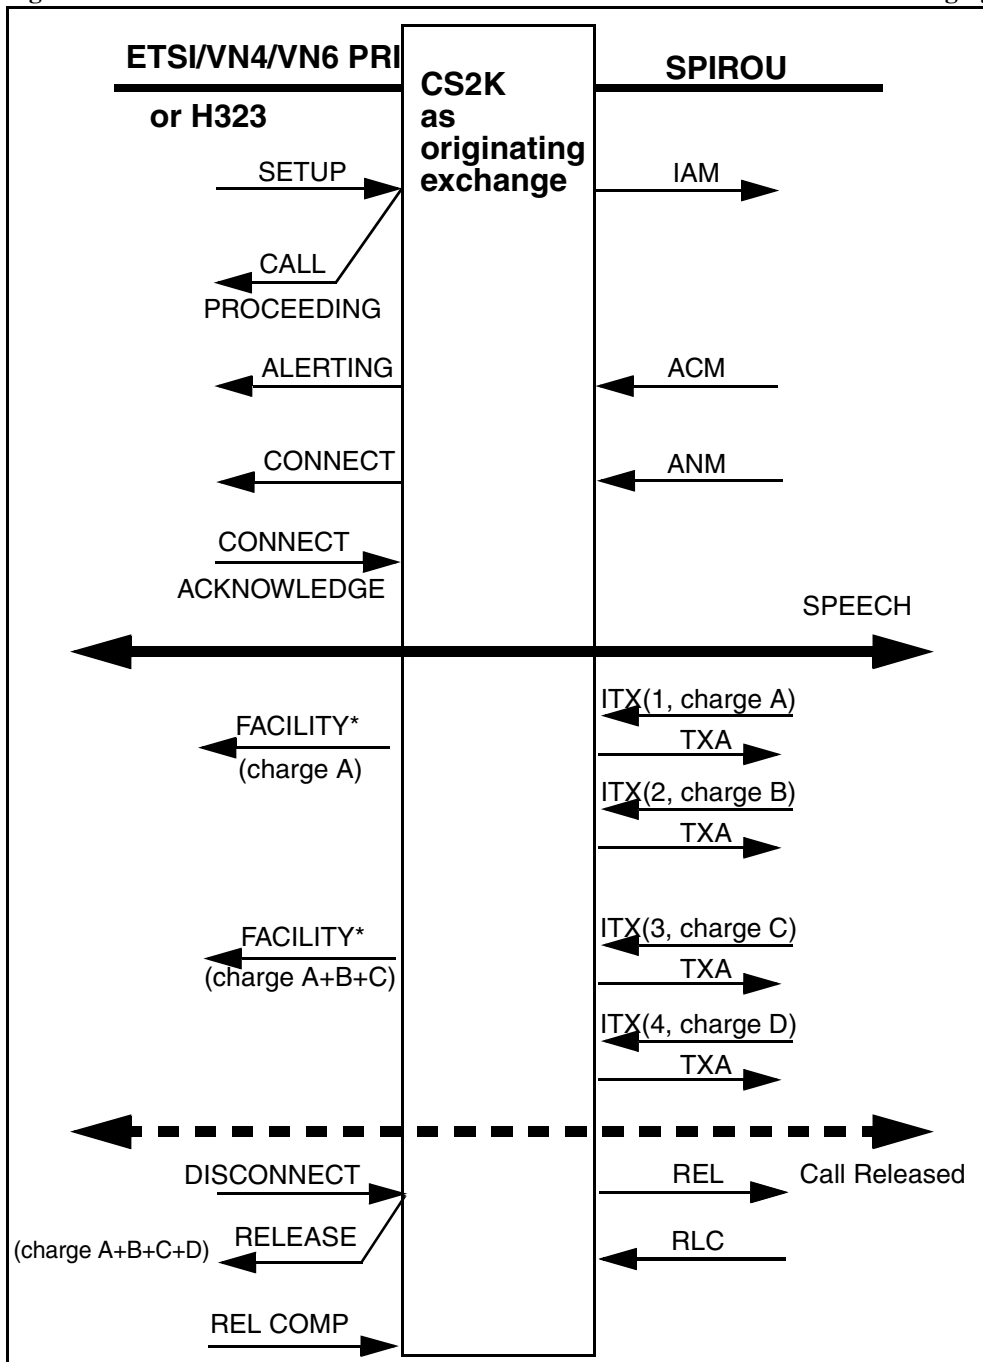 ETSI/VN4/VN6 PRI
or H323
CS2K
as
originating
exchange
SPIROU
SETUP
IAM
CALL
PROCEEDING
ALERTING
ACM
CONNECT
ANM
CONNECT
ACKNOWLEDGE
SPEECH
ITX(1, charge A)
FACILITY*
TXA
(charge A)
ITX(2, charge B)
TXA
FACILITY*
ITX(3, charge C)
(charge A+B+C)
TXA
ITX(4, charge D)
TXA
DISCONNECT
REL
Call Released
(charge A+B+C+D)
RELEASE
RLC
REL COMP